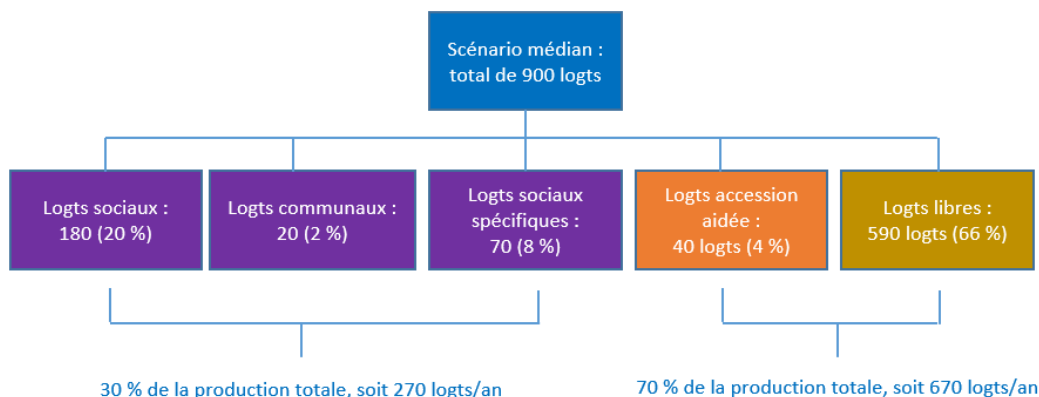 Scénario médian :
total de 900 logts
Logts sociaux :
180 (20 %)
Logts communaux :
20 (2 %)
Logts sociaux
spécifiques :
70 (8 %)
Logts accession
aidée :
40 logts (4 %)
Logts libres :
590 logts (66 %)
30 % de la production totale, soit 270 logts/an
70 % de la production totale, soit 670 logts/an